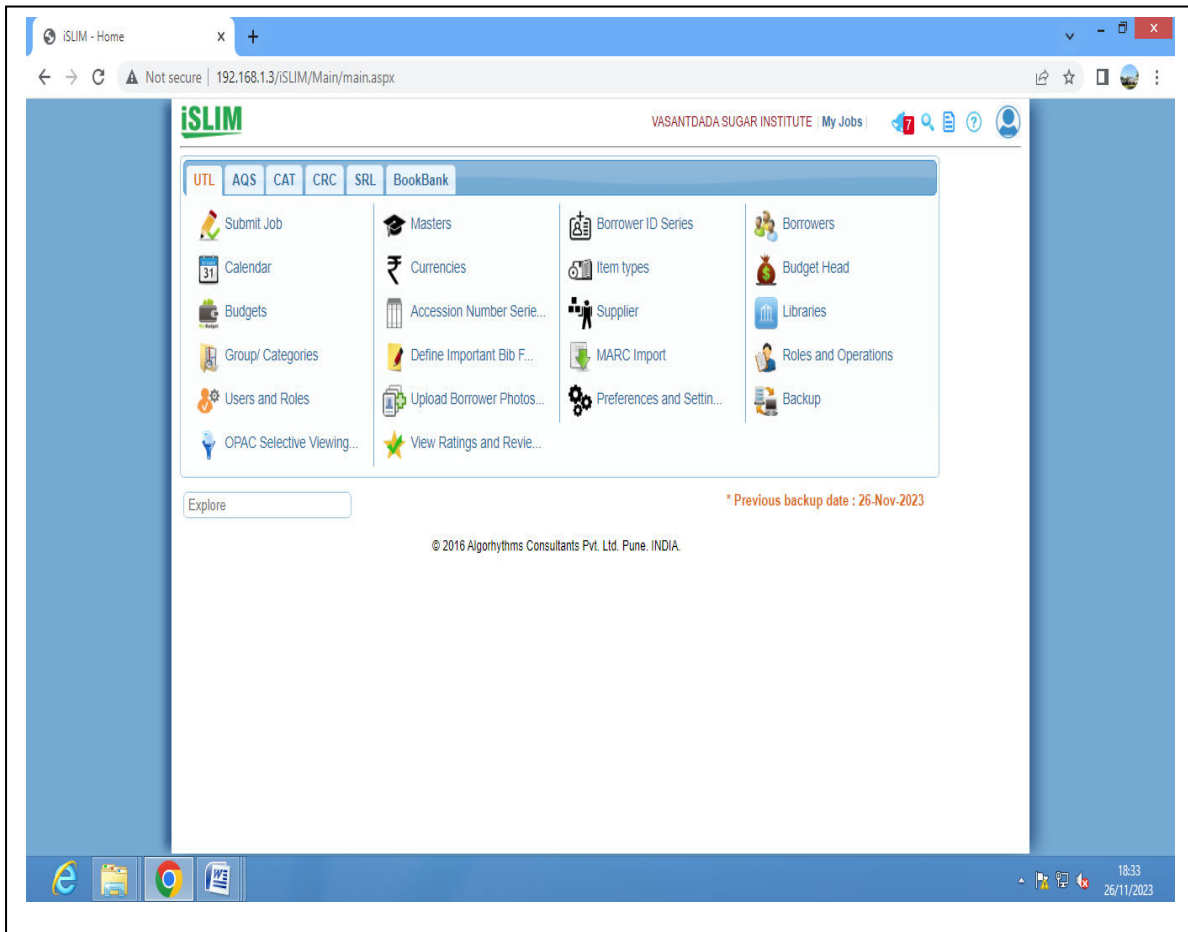 iSLIM - Home
Not secure | 192.168.1.3/iSLIM/Main/main.aspx
iSLIM VASANTDADA SUGAR INSTITUTE | My Jobs | 7
UTL AQS CAT CRC SRL BookBank
Submit Job Masters Borrower ID Series Borrowers
31 Calendar Currencies Item types Budget Head
Budgets Accession Number Serie... Supplier Libraries
Group/ Categories Define Important Bib F... MARC Import Roles and Operations
Users and Roles Upload Borrower Photos... Preferences and Settin... Backup
OPAC Selective Viewing... View Ratings and Revie...
Explore * Previous backup date : 26-Nov-2023
© 2016 Algorhythms Consultants Pvt. Ltd. Pune. INDIA.
18:33
26/11/2023